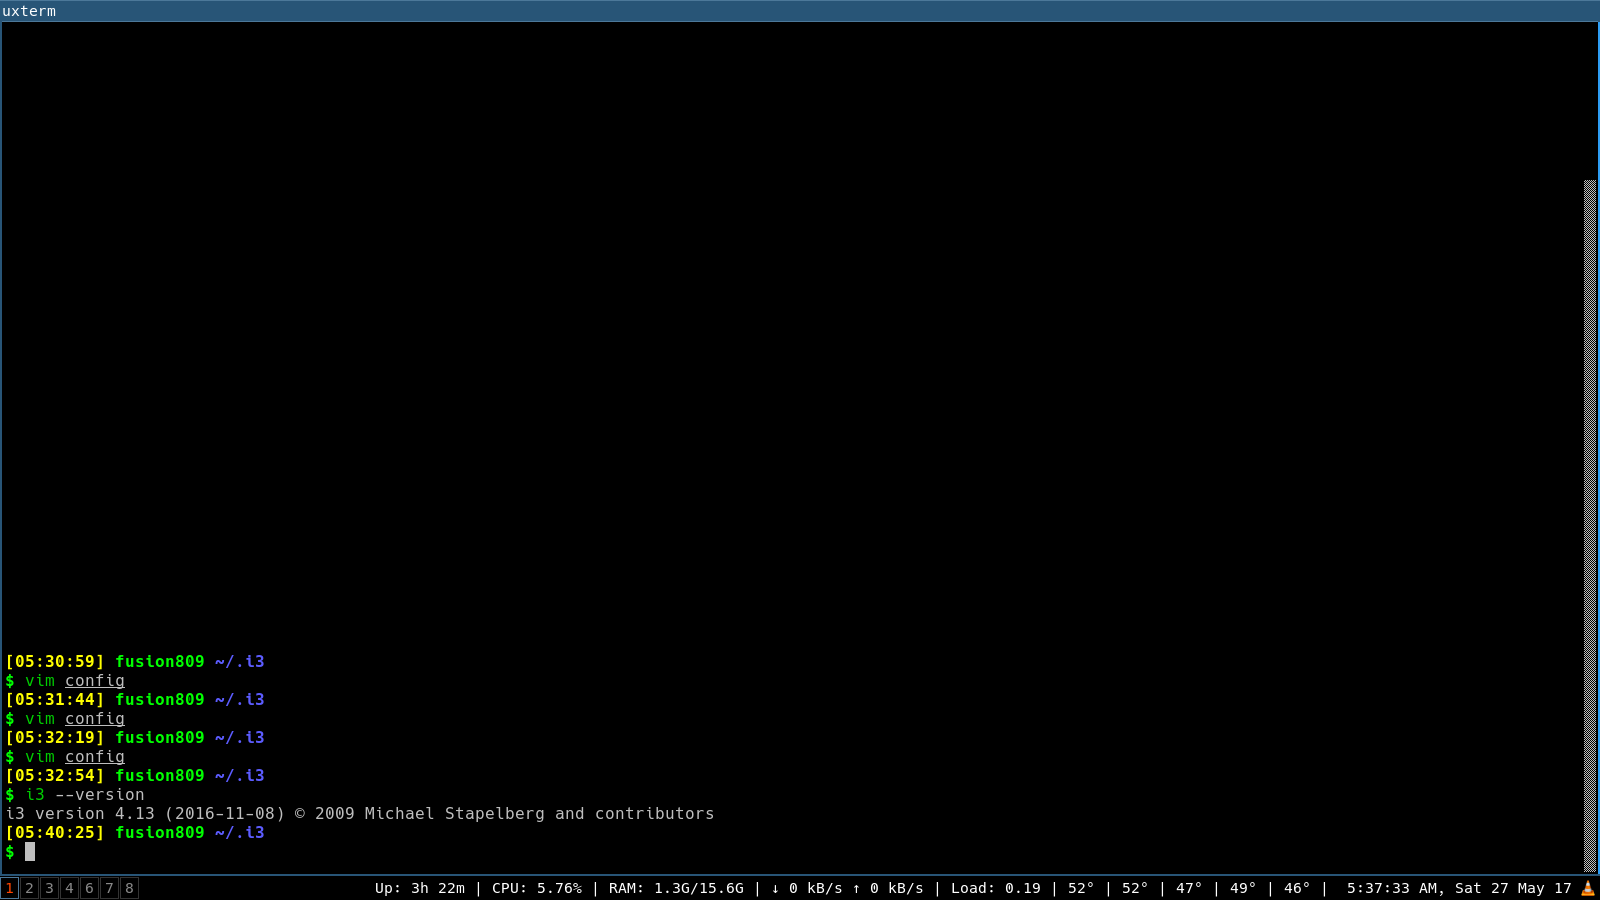 uxterm
[05:30:59] fusion809 ~/.i3
$ vim config
[05:31:44] fusion809 ~/.i3
$ vim config
[05:32:19] fusion809 ~/.i3
$ vim config
[05:32:54] fusion809 ~/.i3
$ i3 --version
i3 version 4.13 (2016-11-08) © 2009 Michael Stapelberg and contributors
[05:40:25] fusion809 ~/.i3
$
1 2 3 4 6 7 8 Up: 3h 22m | CPU: 5.76% | RAM: 1.3G/15.6G | ↓ 0 kB/s ↑ 0 kB/s | Load: 0.19 | 52° | 52° | 47° | 49° | 46° | 5:37:33 AM, Sat 27 May 17